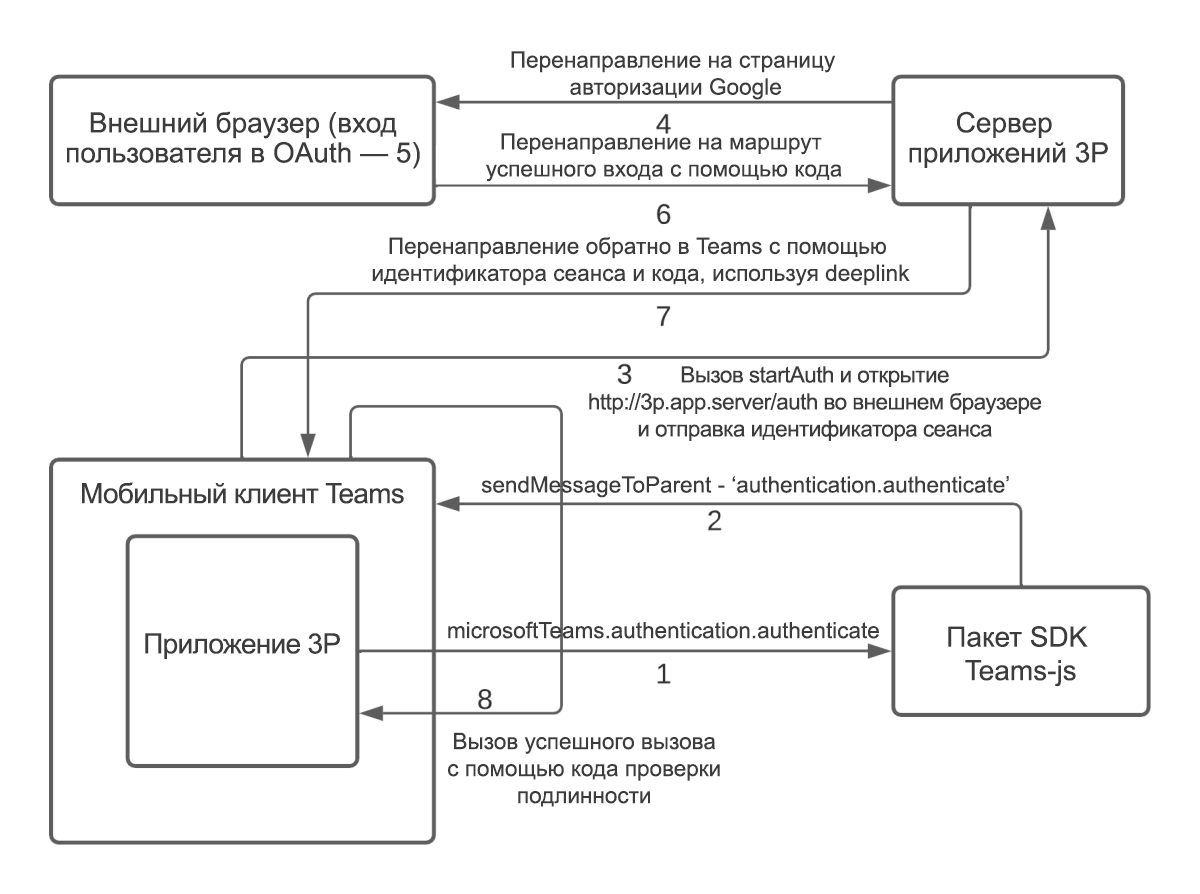 Перенаправление на страницу
авторизации Google
4
Внешний браузер (вход
пользователя в OAuth — 5)
Сервер
приложений 3P
Перенаправление на маршрут
успешного входа с помощью кода
6
Перенаправление обратно в Teams с помощью
идентификатора сеанса и кода, используя deeplink
7
3
Вызов startAuth и открытие
http://3p.app.server/auth во внешнем браузере
и отправка идентификатора сеанса
Мобильный клиент Teams
sendMessageToParent - ‘authentication.authenticate’
2
Приложение 3P
microsoftTeams.authentication.authenticate
1
Пакет SDK
Teams-js
8
Вызов успешного вызова
с помощью кода проверки
подлинности